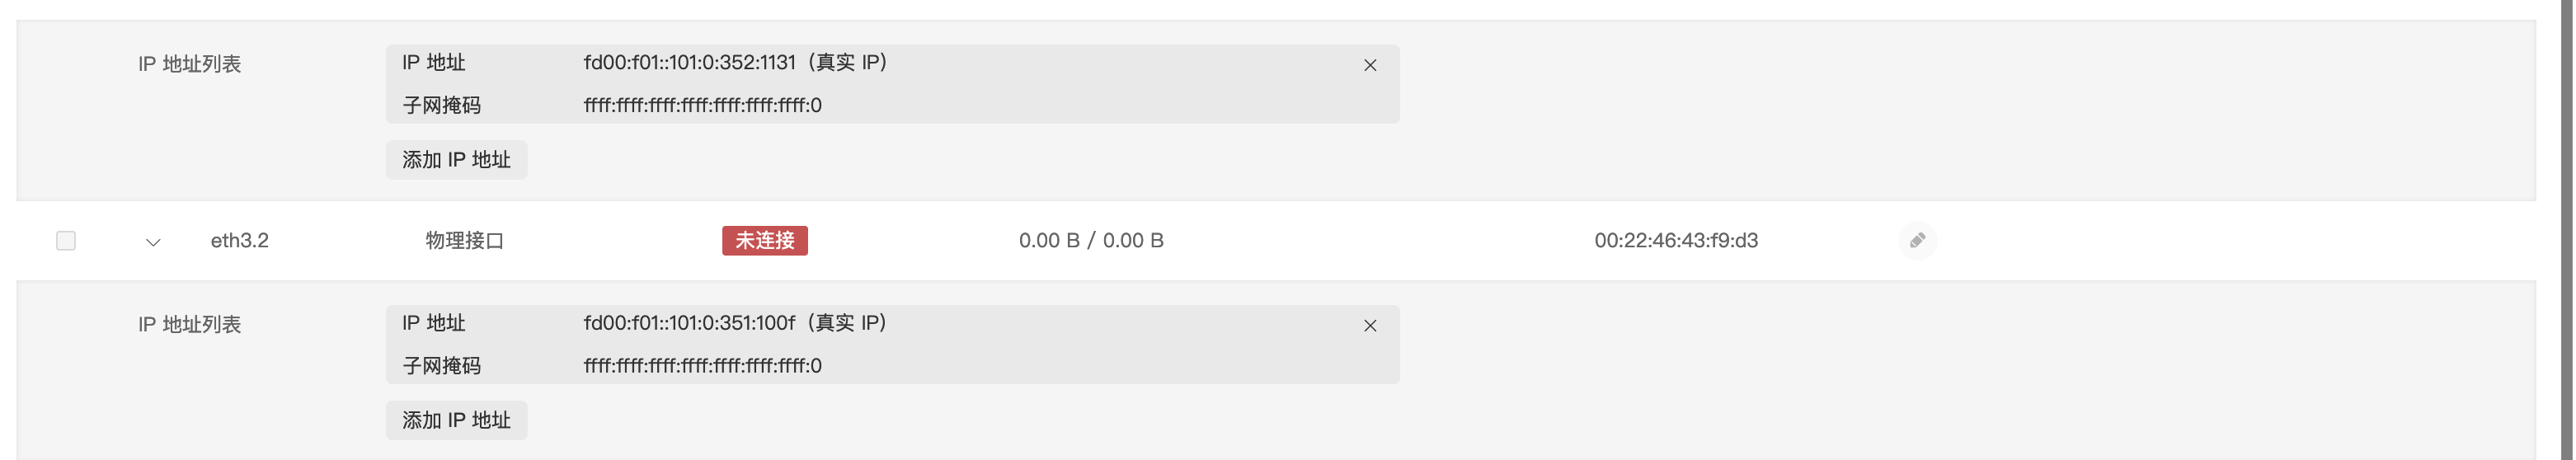 IP 地址列表
IP 地址 fd00:f01::101:0:352:1131（真实 IP）
子网掩码 ffff:ffff:ffff:ffff:ffff:ffff:ffff:0
添加 IP 地址
eth3.2 物理接口 未连接 0.00 B / 0.00 B 00:22:46:43:f9:d3
IP 地址列表
IP 地址 fd00:f01::101:0:351:100f（真实 IP）
子网掩码 ffff:ffff:ffff:ffff:ffff:ffff:ffff:0
添加 IP 地址